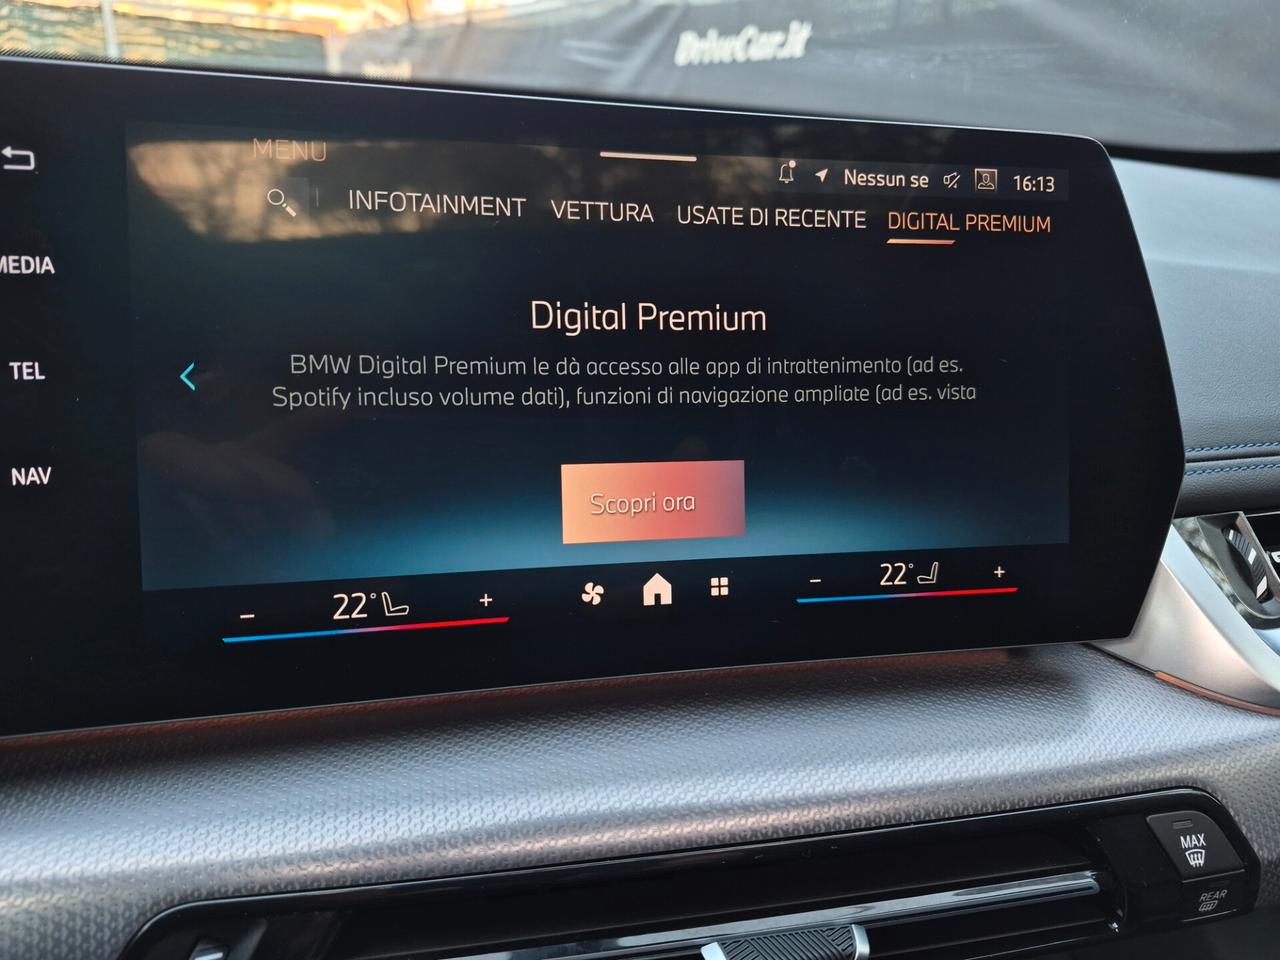 DriveCar.it
MENU
Nessun se 16:13
INFOTAINMENT VETTURA USATE DI RECENTE DIGITAL PREMIUM
MEDIA
TEL
NAV
Digital Premium
BMW Digital Premium le dà accesso alle app di intrattenimento (ad es.
Spotify incluso volume dati), funzioni di navigazione ampliate (ad es. vista
Scopri ora
- 22° +
- 22° +
MAX
REAR